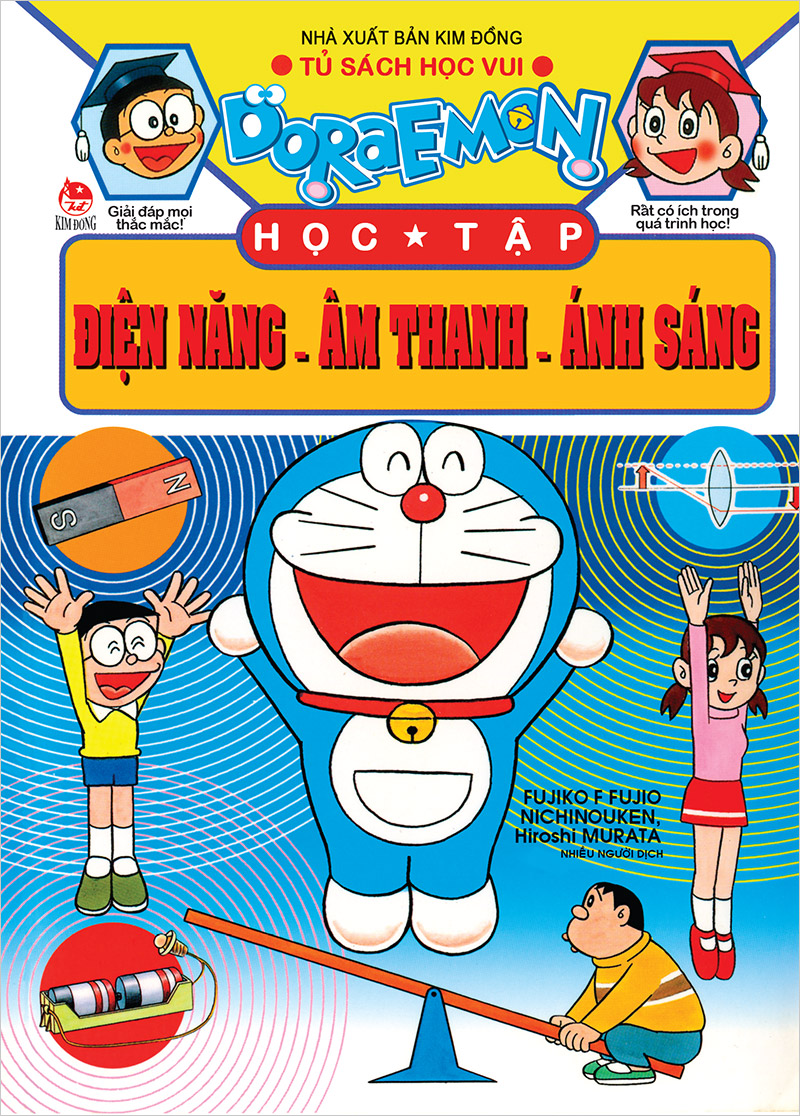 NHÀ XUẤT BẢN KIM ĐỒNG
● TỦ SÁCH HỌC VUI ●
DORAEMON
KIM ĐỒNG
Giải đáp mọi
thắc mắc!
Rất có ích trong
quá trình học!
HỌC ★ TẬP
ĐIỆN NĂNG - ÂM THANH - ÁNH SÁNG
N
S
FUJIKO F FUJIO
NICHINOUKEN,
Hiroshi MURATA
NHIỀU NGƯỜI DỊCH